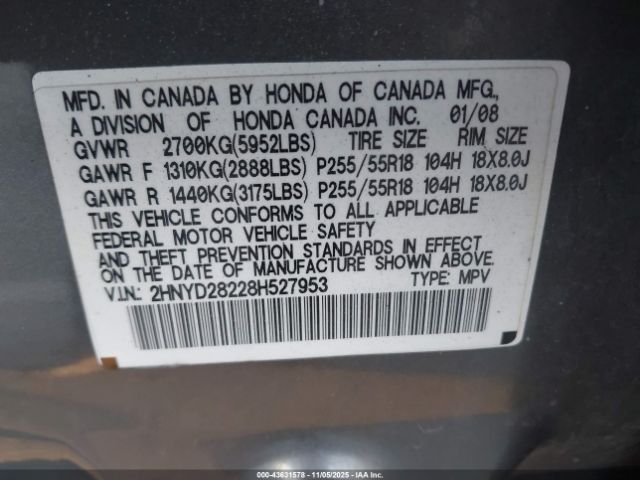 MFD. IN CANADA BY HONDA OF CANADA MFG.,
A DIVISION OF HONDA CANADA INC. 01/08
GVWR 2700KG(5952LBS) TIRE SIZE RIM SIZE
GAWR F 1310KG(2888LBS) P255/55R18 104H 18X8.0J
GAWR R 1440KG(3175LBS) P255/55R18 104H 18X8.0J
THIS VEHICLE CONFORMS TO ALL APPLICABLE
FEDERAL MOTOR VEHICLE SAFETY
AND THEFT PREVENTION STANDARDS IN EFFECT
ON THE DATE OF MANUFACTURE SHOWN ABOVE.
V.I.N.: 2HNYD28228H527953 TYPE: MPV
000-43631578 - 11/05/2025 - IAAI.CA